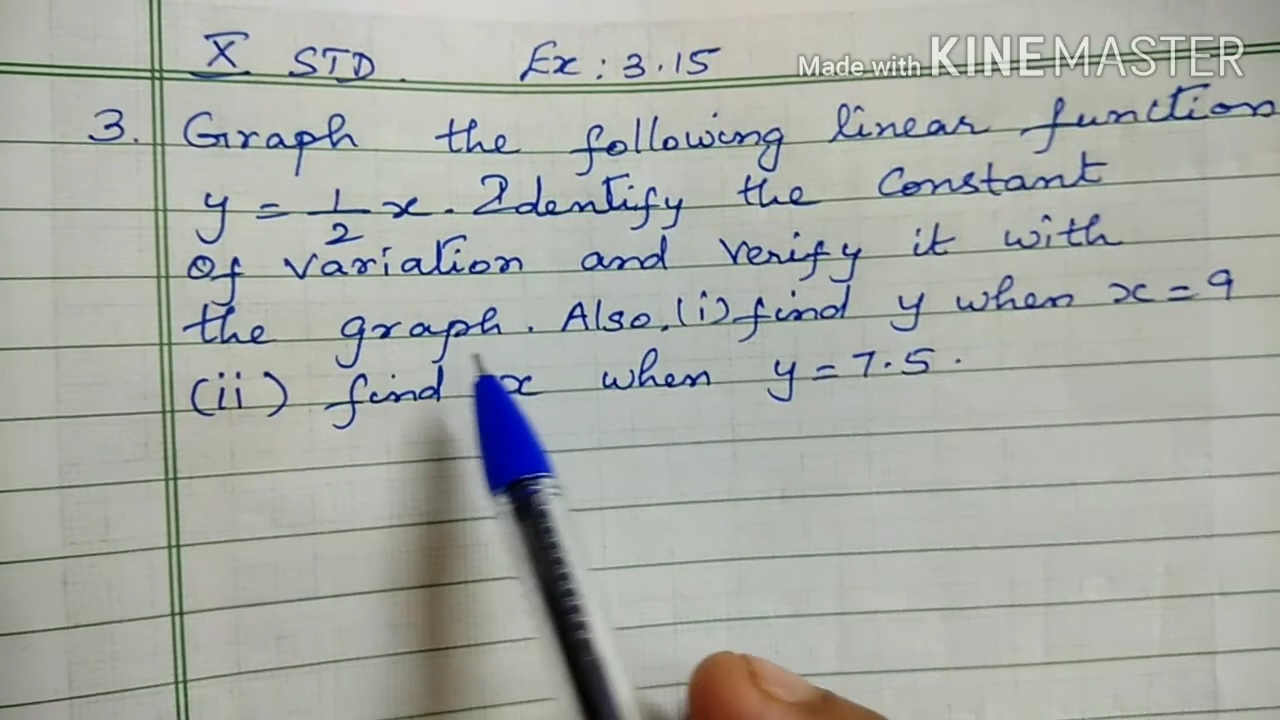 X STD. Ex: 3.15
Made with KINEMASTER
3. Graph the following linear function
y = 1/2 x. Identify the Constant
Of variation and verify it with
the graph. Also, (i) find y when x = 9
(ii) find x when y = 7.5.